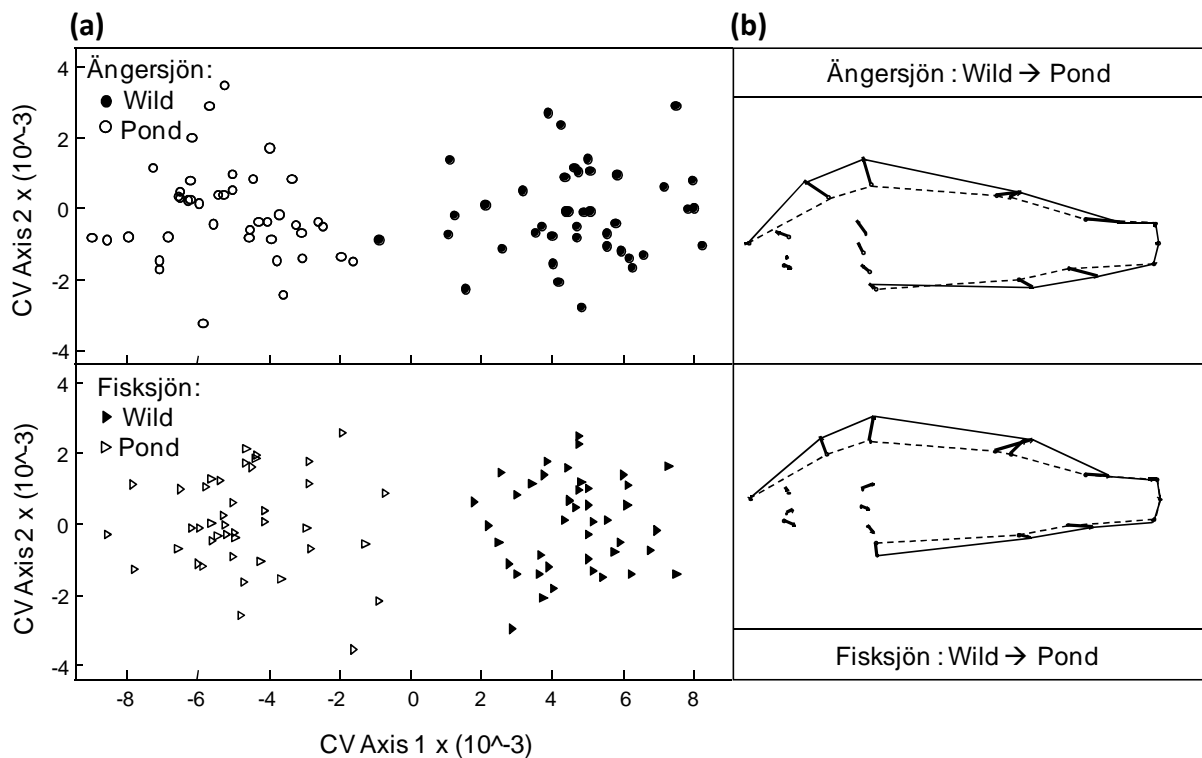 (a)
(b)
Ängersjön:
Wild
Pond
CV Axis 2 x (10^-3)
4
2
0
-2
-4
Ängersjön : Wild → Pond
Fisksjön:
Wild
Pond
CV Axis 2 x (10^-3)
4
2
0
-2
-4
-8 -6 -4 -2 0 2 4 6 8
CV Axis 1 x (10^-3)
Fisksjön : Wild → Pond